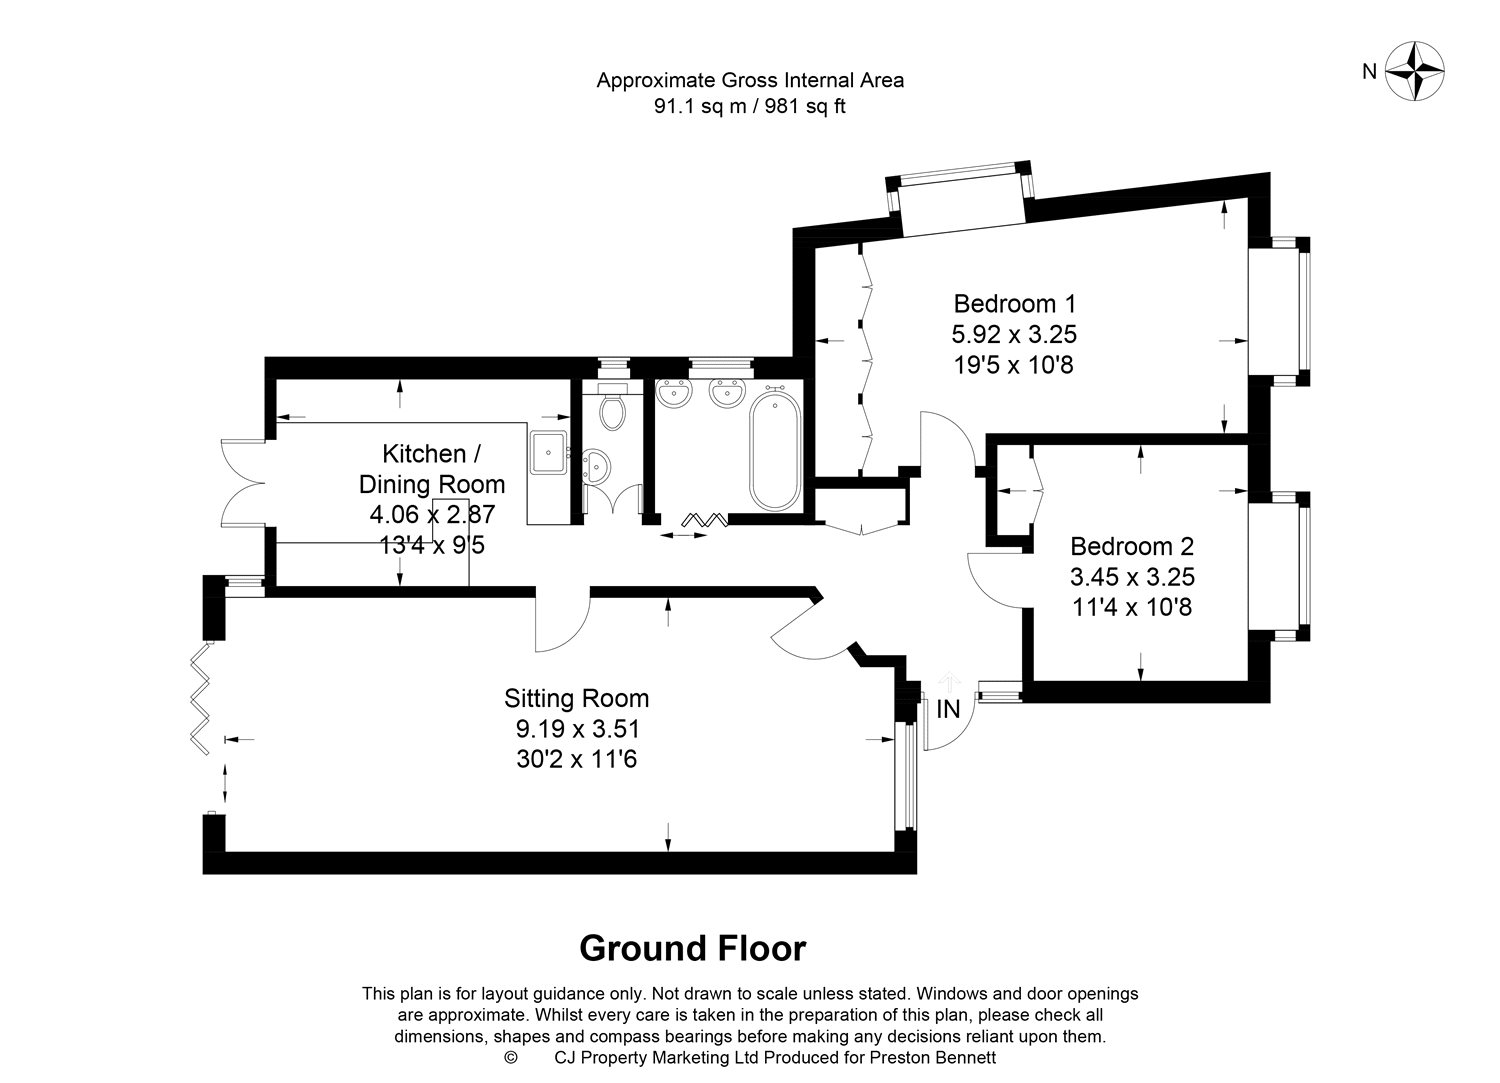 Approximate Gross Internal Area
91.1 sq m / 981 sq ft
N
Bedroom 1
5.92 x 3.25
19'5 x 10'8
Kitchen /
Dining Room
4.06 x 2.87
13'4 x 9'5
Bedroom 2
3.45 x 3.25
11'4 x 10'8
Sitting Room
9.19 x 3.51
30'2 x 11'6
IN
Ground Floor
This plan is for layout guidance only. Not drawn to scale unless stated. Windows and door openings
are approximate. Whilst every care is taken in the preparation of this plan, please check all
dimensions, shapes and compass bearings before making any decisions reliant upon them.
© CJ Property Marketing Ltd Produced for Preston Bennett